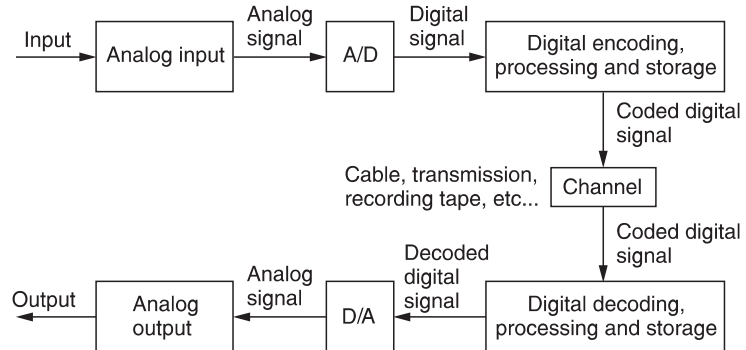 Input
Analog input
Analog
signal
A/D
Digital
signal
Digital encoding,
processing and storage
Coded digital
signal
Cable, transmission,
recording tape, etc...
Channel
Coded digital
signal
Output
Analog
output
Analog
signal
D/A
Decoded
digital
signal
Digital decoding,
processing and storage